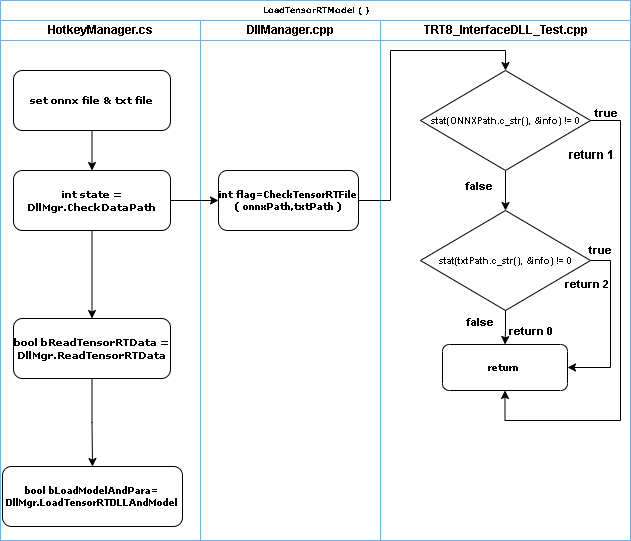 LoadTensorRTModel ( )
HotkeyManager.cs
DllManager.cpp
TRT8_InterfaceDLL_Test.cpp
set onnx file & txt file
int state =
DllMgr.CheckDataPath
bool bReadTensorRTData =
DllMgr.ReadTensorRTData
bool bLoadModelAndPara=
DllMgr.LoadTensorRTDLLAndModel
int flag=CheckTensorRTFile
( onnxPath,txtPath )
stat(ONNXPath.c_str(), &info) != 0
true
return 1
false
stat(txtPath.c_str(), &info) != 0
true
return 2
false
return 0
return